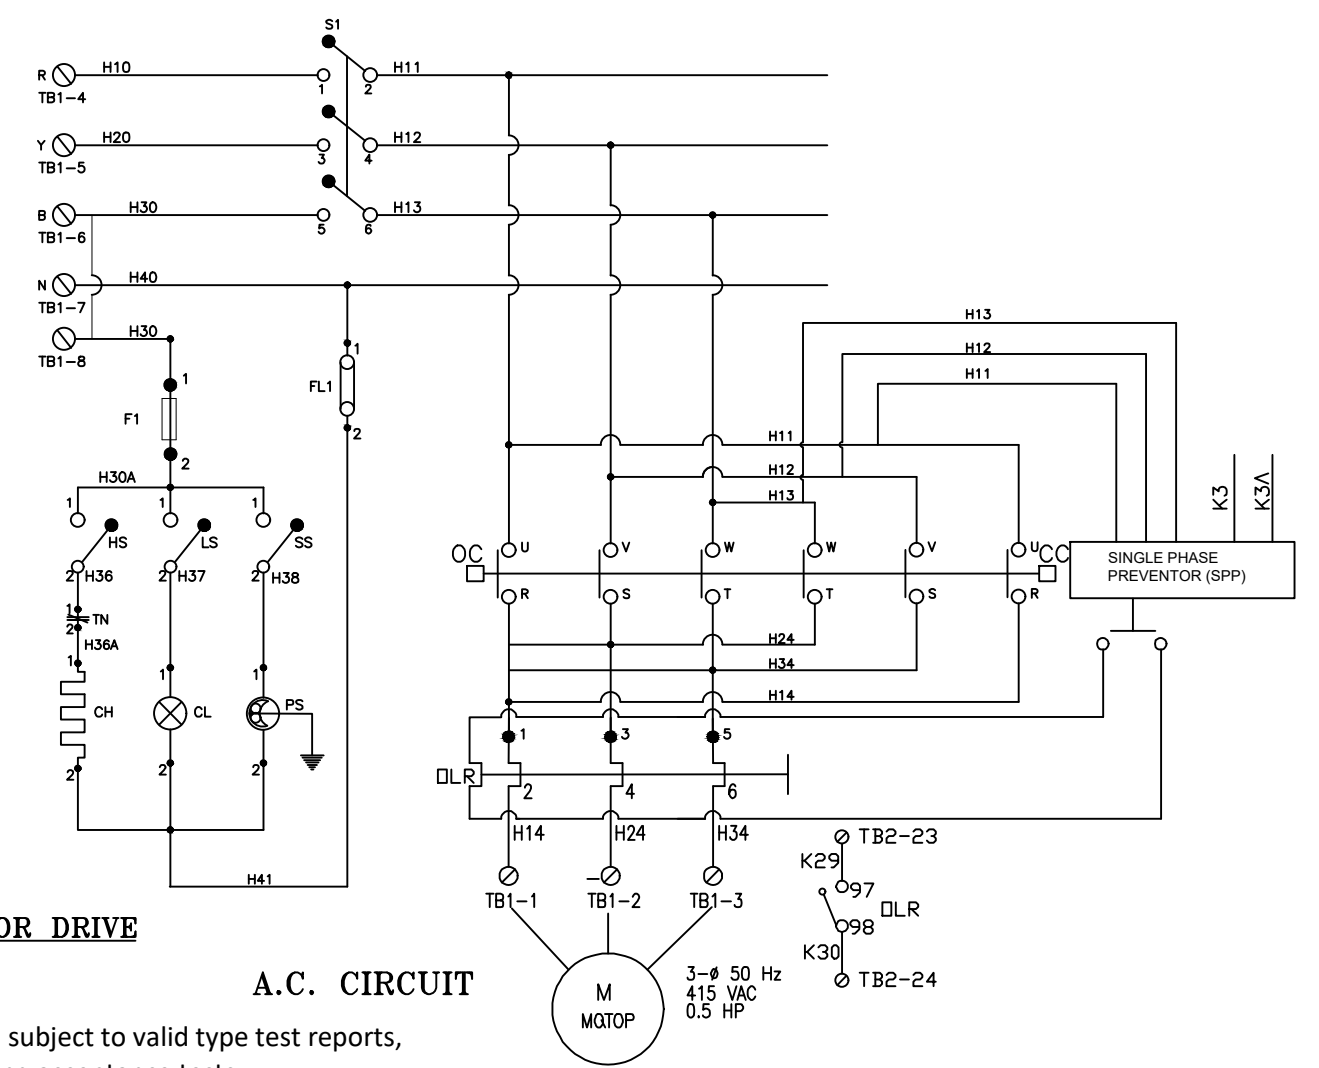 S1
R H10 H11
TB1-4 1 2
Y H20 H12
TB1-5 3 4
B H30 H13
TB1-6 5 6
N H40
TB1-7
H30
TB1-8
H13
H12
H11
1
FL1
2
1
F1
2
H30A
H11
H12
H13
K3 K3Λ
1 1 1
HS LS SS
2 H36 2 H37 2 H38
OC U V W W V U CC
R S T T S R
SINGLE PHASE
PREVENTOR (SPP)
1 TN
2
H36A
H24
H34
H14
1 1 1
CH CL PS
2 2 2
1 3 5
OLR
2 4 6
H14 H24 H34
H41
TB1-1 TB1-2 TB1-3
TB2-23
K29
97
OLR
98
K30
TB2-24
OR DRIVE
A.C. CIRCUIT
M
MQTOP
3-ø 50 Hz
415 VAC
0.5 HP
subject to valid type test reports,